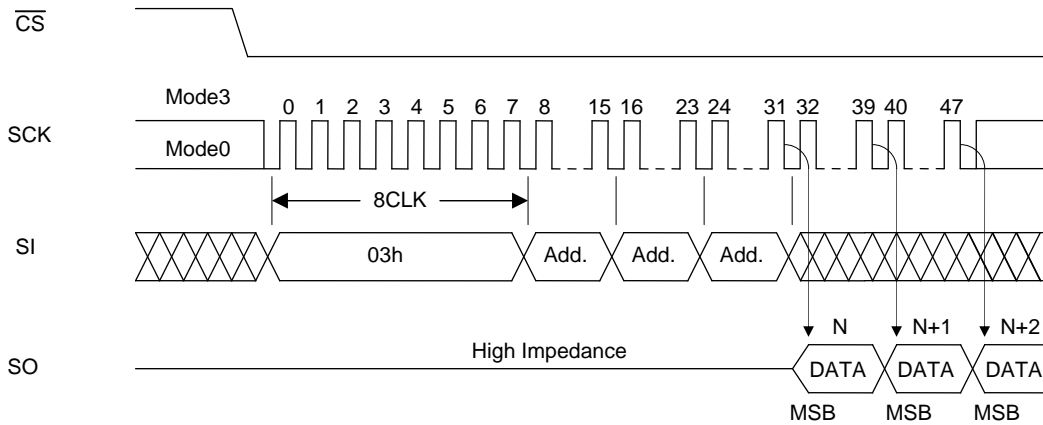 CS
Mode3
0 1 2 3 4 5 6 7 8 15 16 23 24 31 32 39 40 47
SCK
Mode0
8CLK
SI
03h Add. Add. Add.
N N+1 N+2
High Impedance
SO
DATA DATA DATA
MSB MSB MSB